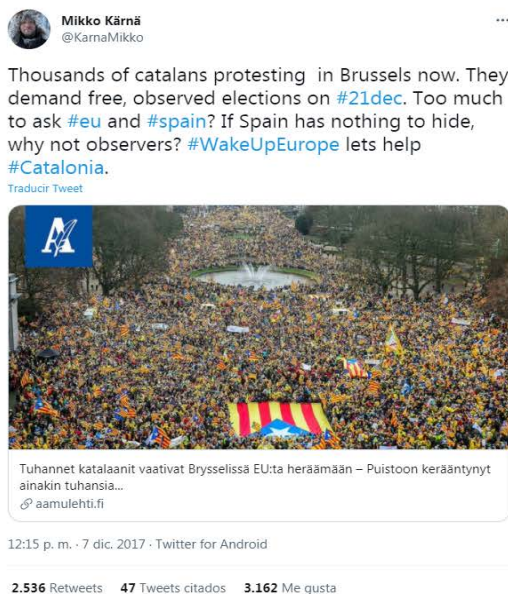 Mikko Kärnä
@KarnaMikko
Thousands of catalans protesting in Brussels now. They
demand free, observed elections on #21dec. Too much
to ask #eu and #spain? If Spain has nothing to hide,
why not observers? #WakeUpEurope lets help
#Catalonia.
Traducir Tweet
A
Tuhannet katalaanit vaativat Brysselissä EU:ta heräämään – Puistoon kerääntynyt
ainakin tuhansia...
aamulehti.fi
12:15 p. m. · 7 dic. 2017 · Twitter for Android
2.536 Retweets 47 Tweets citados 3.162 Me gusta